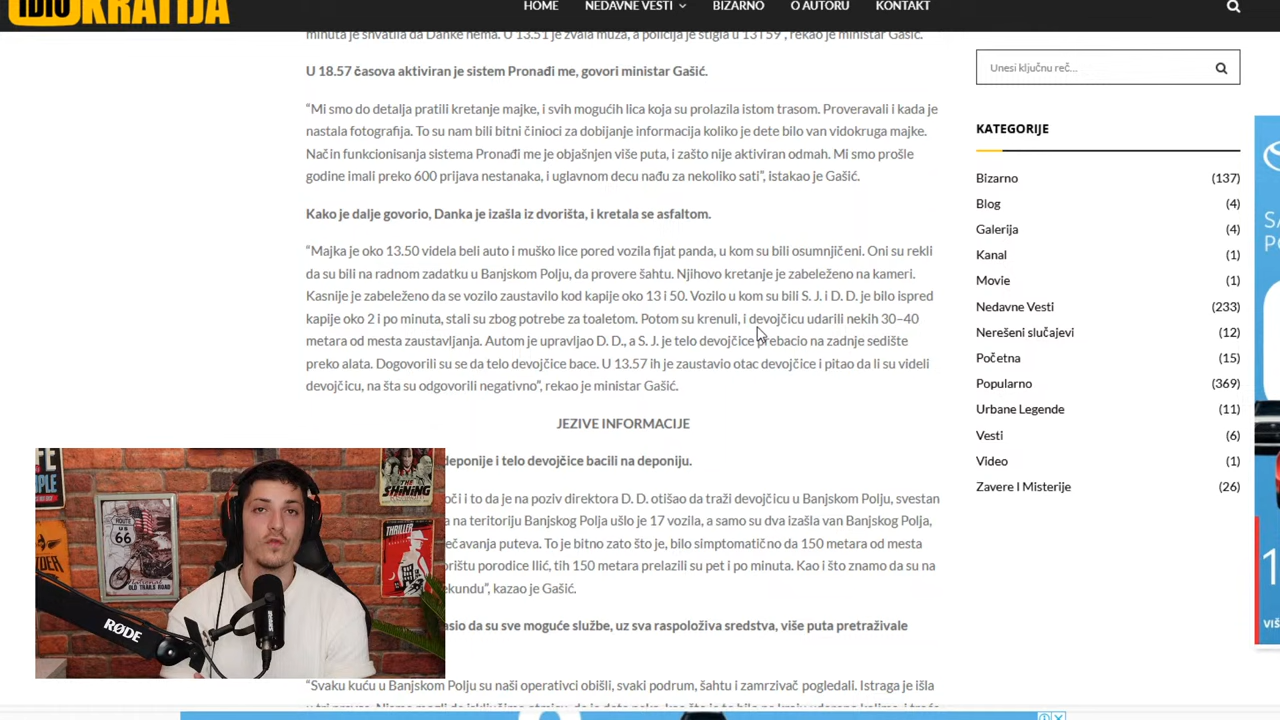 IDIO
KRATIJA
HOME NEDAVNE VESTI BIZARNO O AUTORU KONTAKT
minuta je shvatila da Danke nema. U 13.51 je zvala muža, a policija je stigla u 13 i 59", rekao je ministar Gašić.
U 18.57 časova aktiviran je sistem Pronađi me, govori ministar Gašić.
"Mi smo do detalja pratili kretanje majke, i svih mogućih lica koja su prolazila istom trasom. Proveravali i kada je
nastala fotografija. To su nam bili bitni činioci za dobijanje informacija koliko je dete bilo van vidokruga majke.
Način funkcionisanja sistema Pronađi me je objašnjen više puta, i zašto nije aktiviran odmah. Mi smo prošle
godine imali preko 600 prijava nestanaka, i uglavnom decu nađu za nekoliko sati", istakao je Gašić.
Kako je dalje govorio, Danka je izašla iz dvorišta, i kretala se asfaltom.
"Majka je oko 13.50 videla beli auto i muško lice pored vozila fijat panda, u kom su bili osumnjičeni. Oni su rekli
da su bili na radnom zadatku u Banjskom Polju, da provere šahtu. Njihovo kretanje je zabeleženo na kameri.
Kasnije je zabeleženo da se vozilo zaustavilo kod kapije oko 13 i 50. Vozilo u kom su bili S. J. i D. D. je bilo ispred
kapije oko 2 i po minuta, stali su zbog potrebe za toaletom. Potom su krenuli, i devojčicu udarili nekih 30–40
metara od mesta zaustavljanja. Autom je upravljao D. D., a S. J. je telo devojčice prebacio na zadnje sedište
preko alata. Dogovorili su se da telo devojčice bace. U 13.57 ih je zaustavio otac devojčice i pitao da li su videli
devojčicu, na šta su odgovorili negativno", rekao je ministar Gašić.
JEZIVE INFORMACIJE
deponije i telo devojčice bacili na deponiju.
oči i to da je na poziv direktora D. D. otišao da traži devojčicu u Banjskom Polju, svestan
a na teritoriju Banjskog Polja ušlo je 17 vozila, a samo su dva izašla van Banjskog Polja,
ečavanja puteva. To je bitno zato što je, bilo simptomatično da 150 metara od mesta
orištu porodice Ilić, tih 150 metara prelazili su pet i po minuta. Kao i što znamo da su na
ekundu", kazao je Gašić.
asio da su sve moguće službe, uz sva raspoloživa sredstva, više puta pretraživale
"Svaku kuću u Banjskom Polju su naši operativci obišli, svaki podrum, šahtu i zamrzivač pogledali. Istraga je išla
Unesi ključnu reč...
KATEGORIJE
Bizarno (137)
Blog (4)
Galerija (4)
Kanal (1)
Movie (1)
Nedavne Vesti (233)
Nerešeni slučajevi (12)
Početna (15)
Popularno (369)
Urbane Legende (11)
Vesti (6)
Video (1)
Zavere I Misterije (26)
ROUTE
US
66
THE
SHINING
THRILLER
RØDE